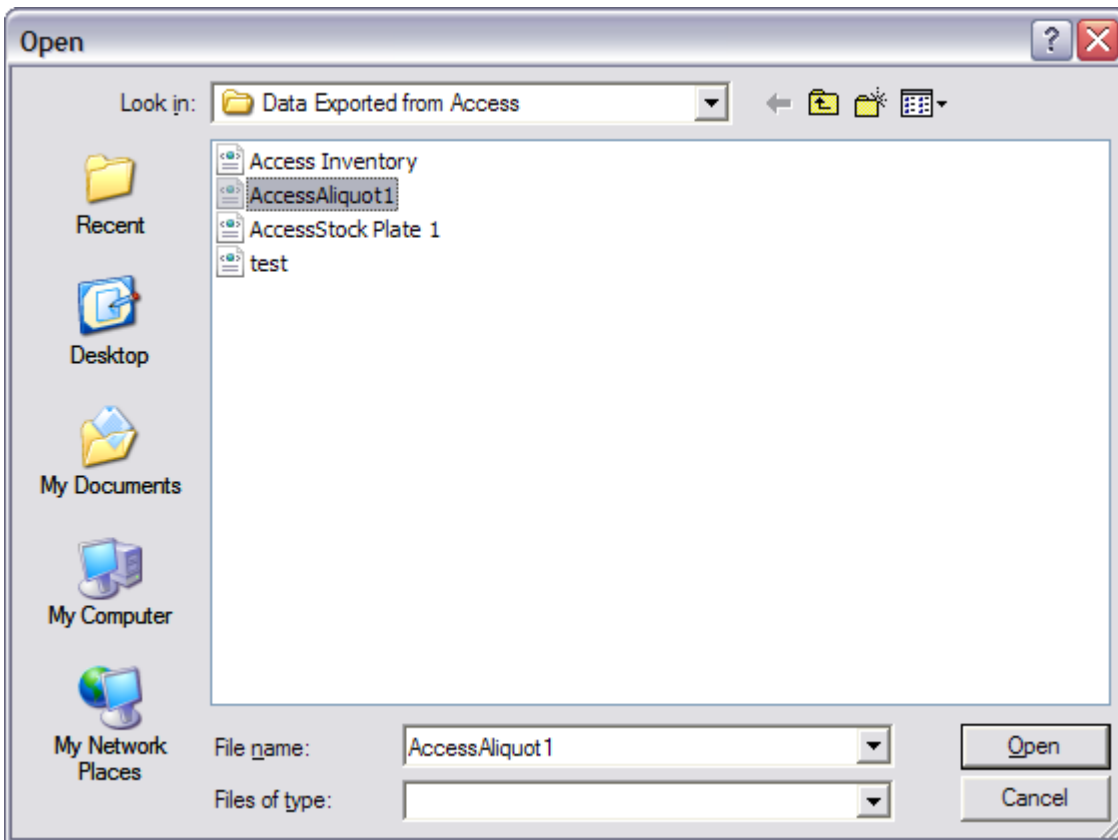 Open
Look in:
Data Exported from Access
Access Inventory
AccessAliquot1
AccessStock Plate 1
test
Recent
Desktop
My Documents
My Computer
My Network
Places
File name:
AccessAliquot1
Open
Files of type:
Cancel